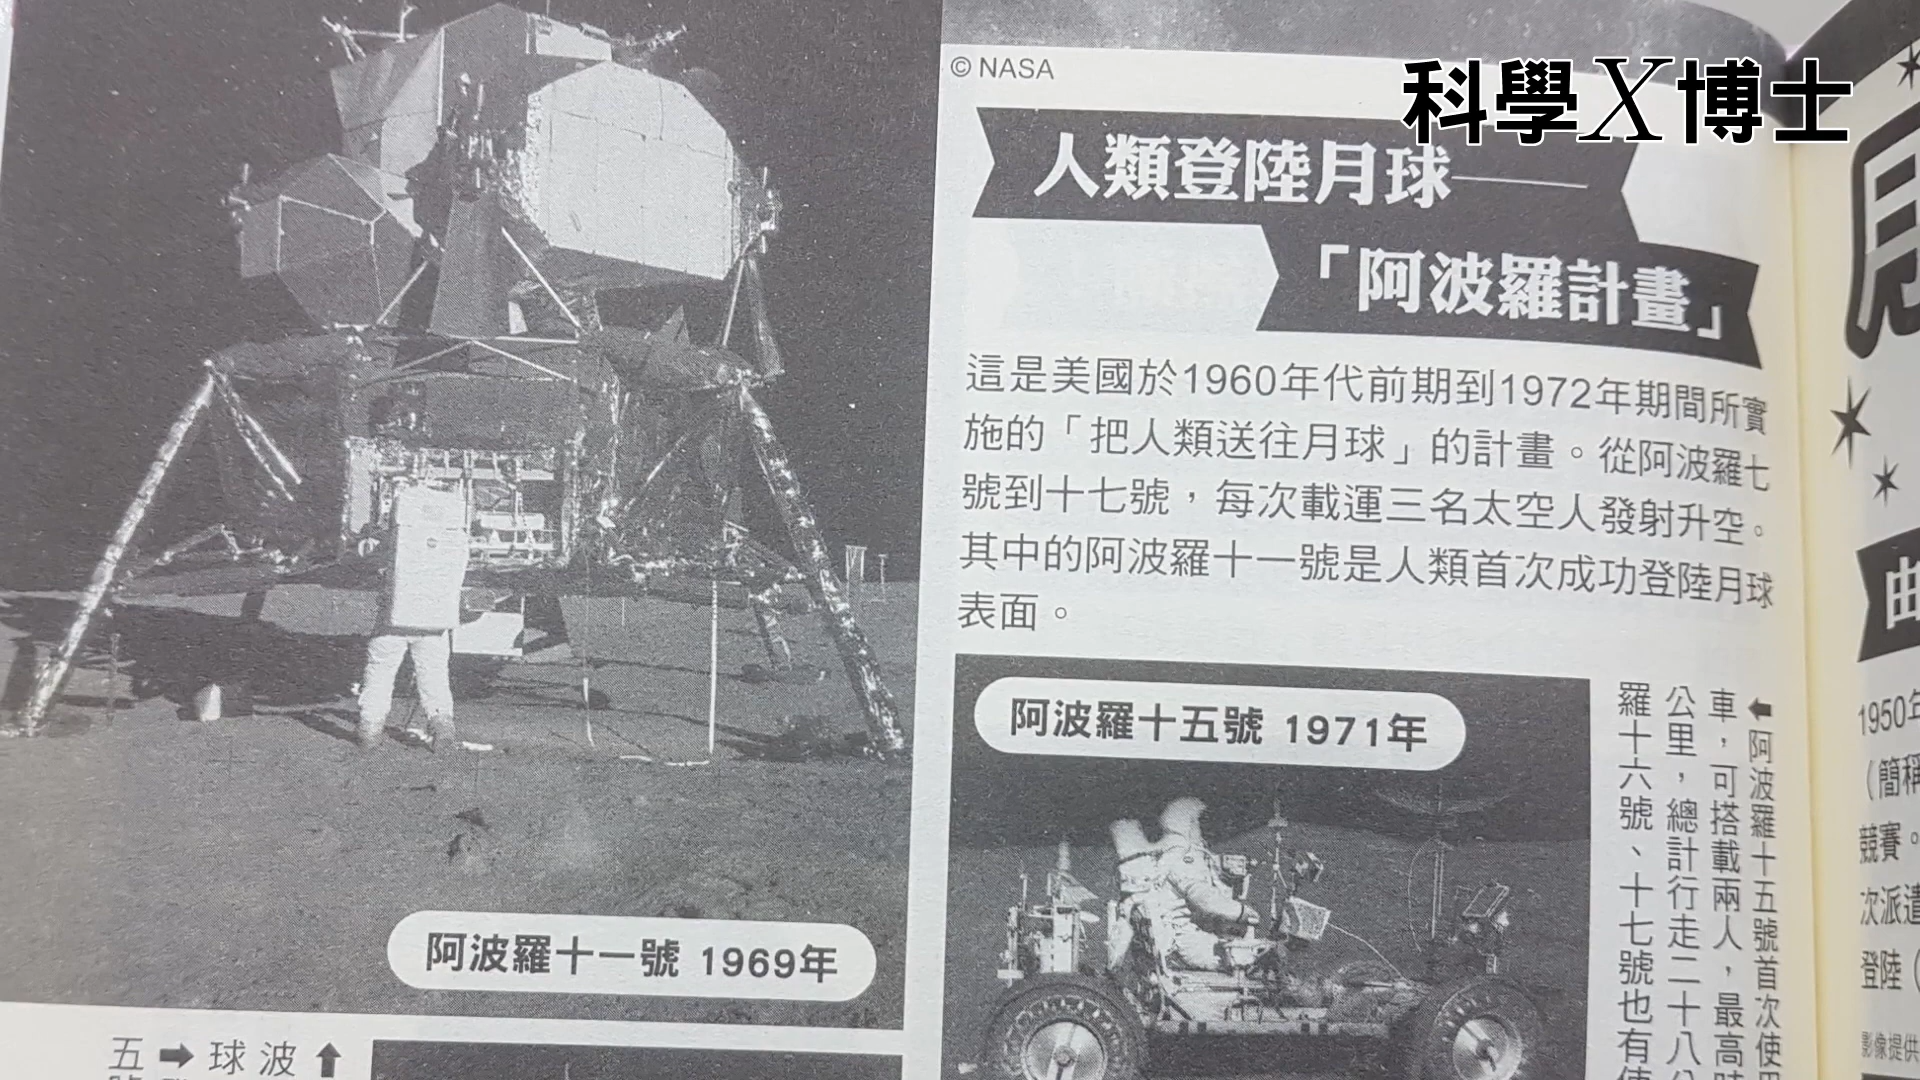 科學X博士
© NASA
人類登陸月球——
「阿波羅計畫」
這是美國於1960年代前期到1972年期間所實
施的「把人類送往月球」的計畫。從阿波羅七
號到十七號,每次載運三名太空人發射升空。
其中的阿波羅十一號是人類首次成功登陸月球
表面。
阿波羅十一號 1969年
阿波羅十五號 1971年
⬅阿波羅十五號首次使用
車,可搭載兩人,最高時
公里,總計行走二十八公
羅十六號、十七號也有使
⬆波
球
➡五
月
曲
1950年
(簡稱
競賽。
次派遣
登陸(
影像提供